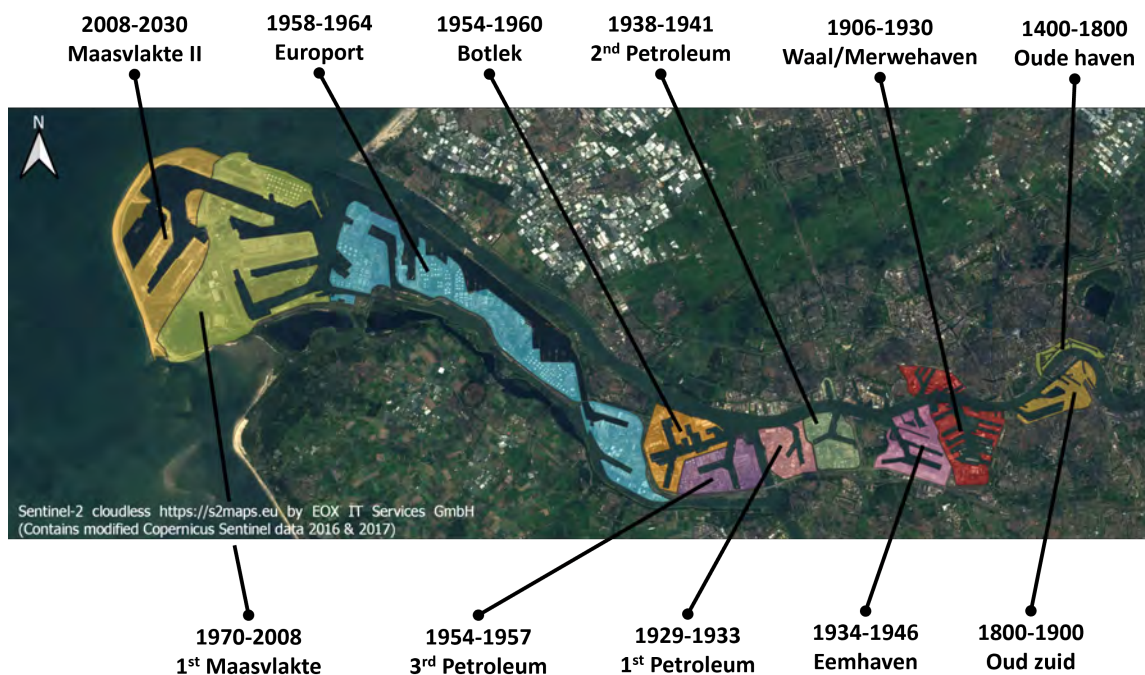 2008-2030
Maasvlakte II
1958-1964
Europort
1954-1960
Botlek
1938-1941
2nd Petroleum
1906-1930
Waal/Merwehaven
1400-1800
Oude haven
N
Sentinel-2 cloudless https://s2maps.eu by EOX IT Services GmbH
(Contains modified Copernicus Sentinel data 2016 & 2017)
1970-2008
1st Maasvlakte
1954-1957
3rd Petroleum
1929-1933
1st Petroleum
1934-1946
Eemhaven
1800-1900
Oud zuid